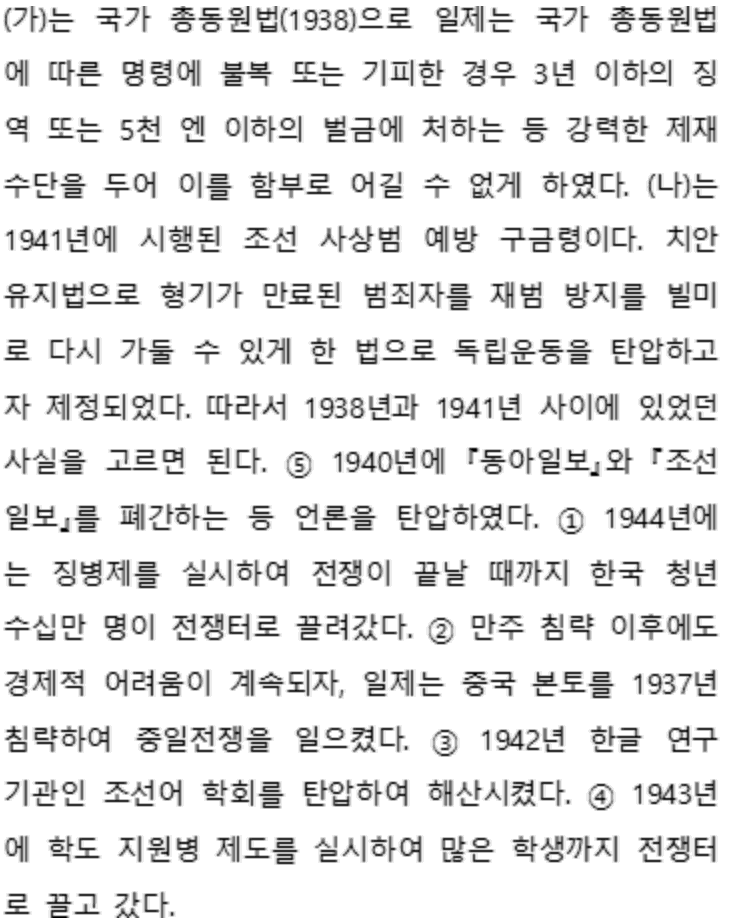 (가)는 국가 총동원법(1938)으로 일제는 국가 총동원법
에 따른 명령에 불복 또는 기피한 경우 3년 이하의 징
역 또는 5천 엔 이하의 벌금에 처하는 등 강력한 제재
수단을 두어 이를 함부로 어길 수 없게 하였다. (나)는
1941년에 시행된 조선 사상범 예방 구금령이다. 치안
유지법으로 형기가 만료된 범죄자를 재범 방지를 빌미
로 다시 가둘 수 있게 한 법으로 독립운동을 탄압하고
자 제정되었다. 따라서 1938년과 1941년 사이에 있었던
사실을 고르면 된다. ⑤ 1940년에 『동아일보』와 『조선
일보』를 폐간하는 등 언론을 탄압하였다. ① 1944년에
는 징병제를 실시하여 전쟁이 끝날 때까지 한국 청년
수십만 명이 전쟁터로 끌려갔다. ② 만주 침략 이후에도
경제적 어려움이 계속되자, 일제는 중국 본토를 1937년
침략하여 중일전쟁을 일으켰다. ③ 1942년 한글 연구
기관인 조선어 학회를 탄압하여 해산시켰다. ④ 1943년
에 학도 지원병 제도를 실시하여 많은 학생까지 전쟁터
로 끌고 갔다.